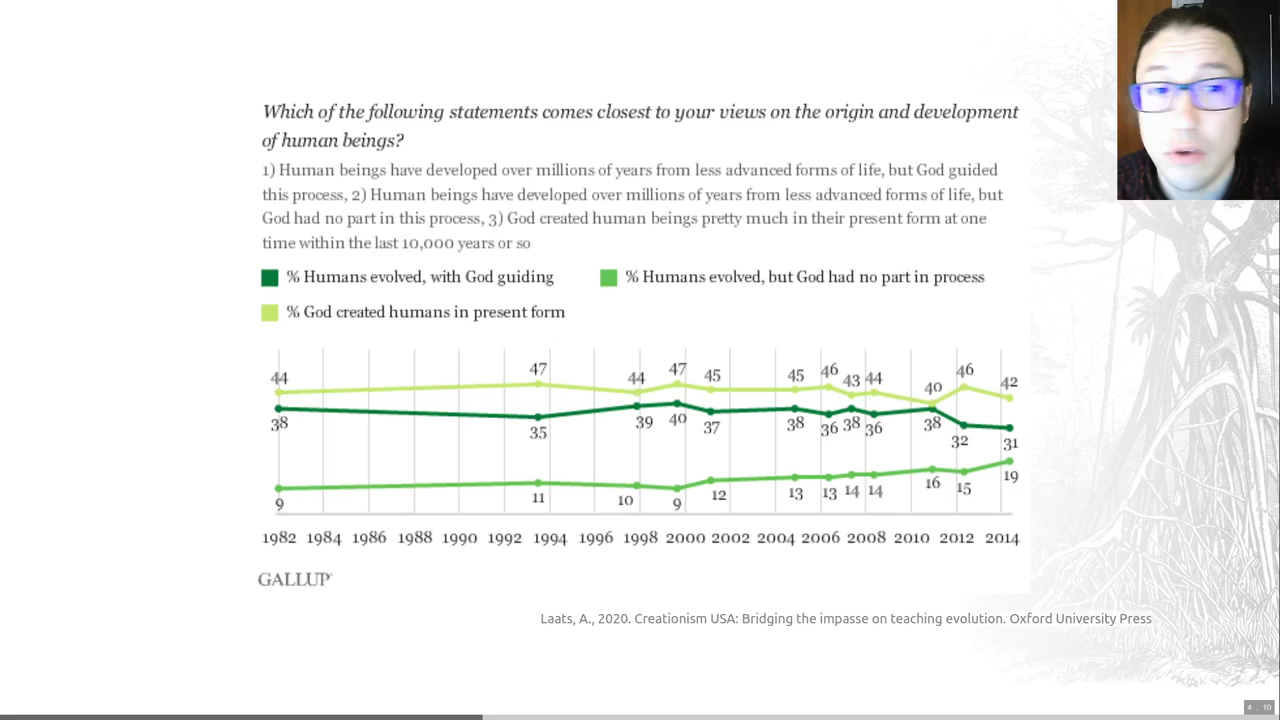 Which of the following statements comes closest to your views on the origin and development
of human beings?
1) Human beings have developed over millions of years from less advanced forms of life, but God guided
this process, 2) Human beings have developed over millions of years from less advanced forms of life, but
God had no part in this process, 3) God created human beings pretty much in their present form at one
time within the last 10,000 years or so
% Humans evolved, with God guiding
% Humans evolved, but God had no part in process
% God created humans in present form
44 47 44 47 45 45 46 43 44 40 46 42
38 35 39 40 37 38 36 38 36 38 32 31
9 11 10 9 12 13 13 14 14 16 15 19
1982 1984 1986 1988 1990 1992 1994 1996 1998 2000 2002 2004 2006 2008 2010 2012 2014
GALLUP
Laats, A., 2020. Creationism USA: Bridging the impasse on teaching evolution. Oxford University Press
4 . 10